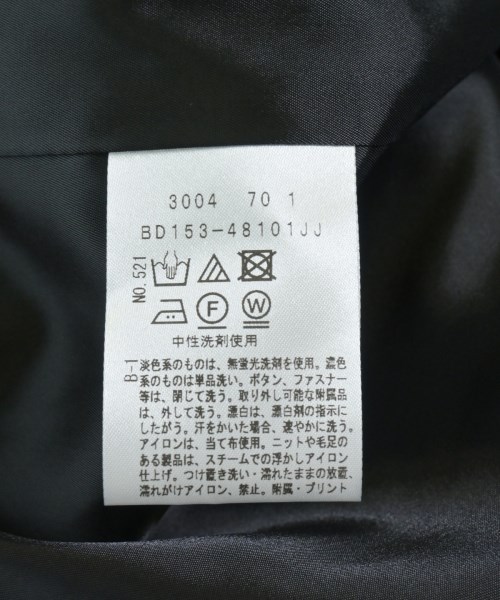 3004 70 1
BD153-48101JJ
NO.521
F
W
中性洗剤使用
B-1
淡色系のものは、無蛍光洗剤を使用。濃色
系のものは単品洗い。ボタン、ファスナー
等は、閉じて洗う。取り外し可能な附属品
は、外して洗う。漂白は、漂白剤の指示に
したがう。汗をかいた場合、速やかに洗う。
アイロンは、当て布使用。ニットや毛足の
ある製品は、スチームでの浮かしアイロン
仕上げ。つけ置き洗い・濡れたままの放置、
濡れがけアイロン、禁止。附属・プリント